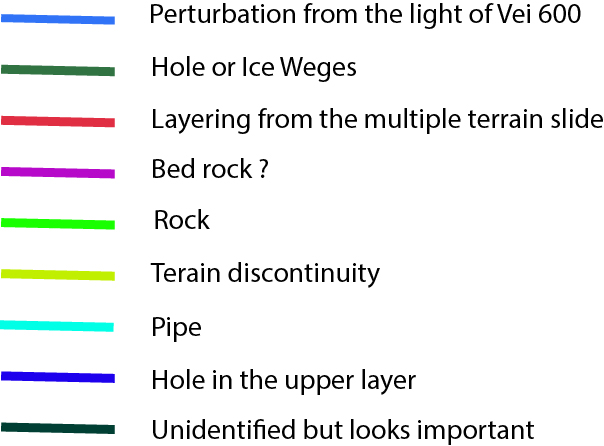 Perturbation from the light of Vei 600
Hole or Ice Weges
Layering from the multiple terrain slide
Bed rock ?
Rock
Terain discontinuity
Pipe
Hole in the upper layer
Unidentified but looks important